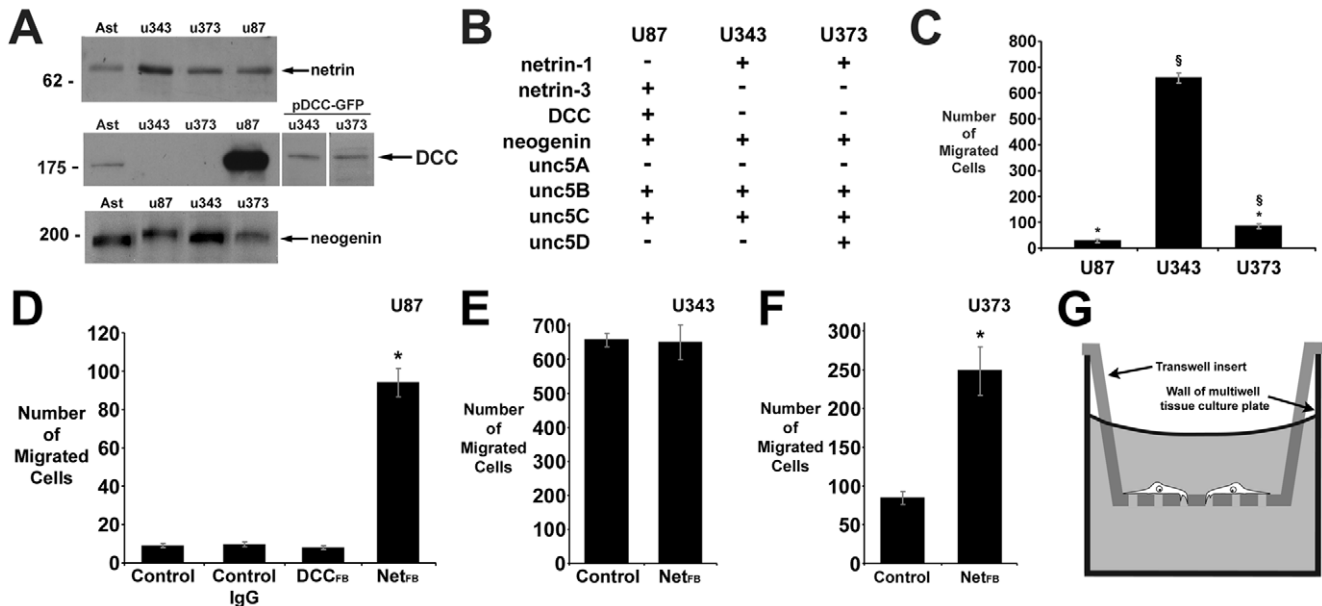 A
Ast u343 u373 u87
62 -
netrin
pDCC-GFP
Ast u343 u373 u87 u343 u373
175 -
DCC
Ast u87 u343 u373
200 -
neogenin
B
U87 U343 U373
netrin-1 - + +
netrin-3 + - -
DCC + - -
neogenin + + +
unc5A - - -
unc5B + + +
unc5C + + +
unc5D - - +
C
Number
of
Migrated
Cells
800
700
600
500
400
300
200
100
0
*
§
§
*
U87 U343 U373
D
U87
Number
of
Migrated
Cells
120
100
80
60
40
20
0
*
Control Control DCCFB NetFB
IgG
E
U343
Number
of
Migrated
Cells
700
600
500
400
300
200
100
0
Control NetFB
F
U373
Number
of
Migrated
Cells
300
250
200
150
100
50
0
*
Control NetFB
G
Transwell insert
Wall of multiwell
tissue culture plate